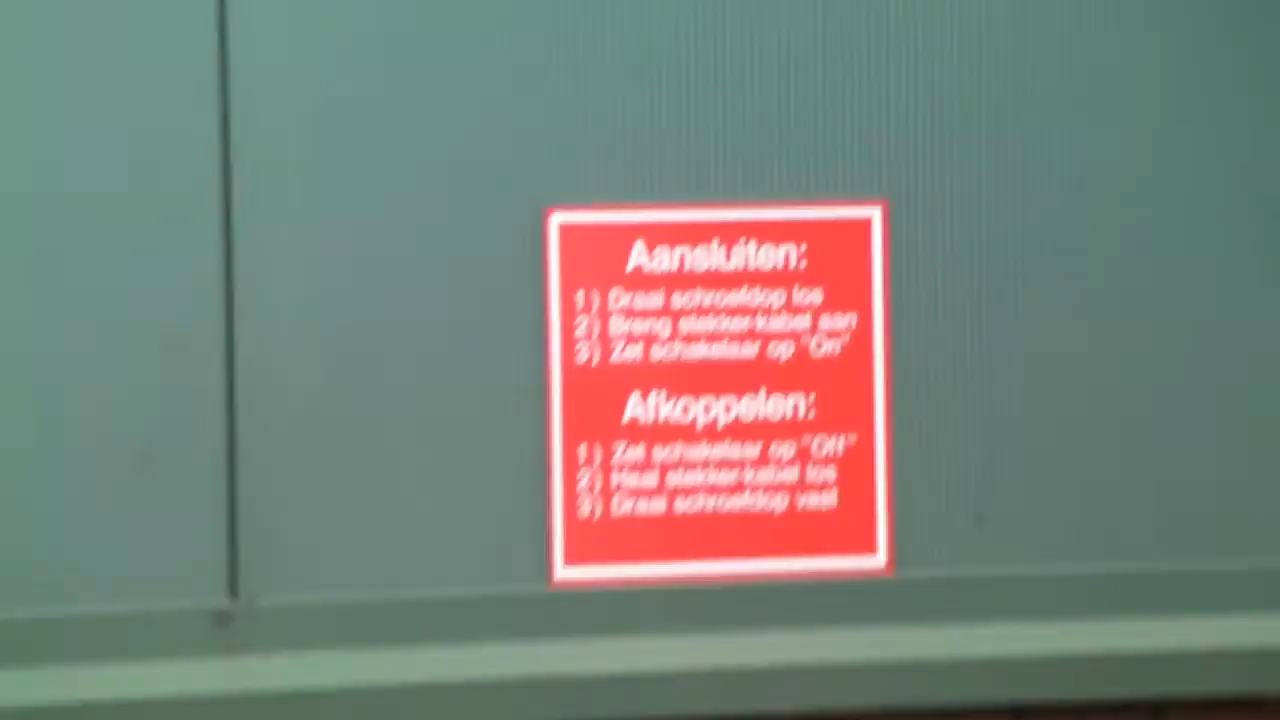 Aansluiten:
1) Draai schroefdop los
2) Breng stekker-kabel aan
3) Zet schakelaar op "On"
Afkoppelen:
1) Zet schakelaar op "Off"
2) Haal stekker-kabel los
3) Draai schroefdop vast